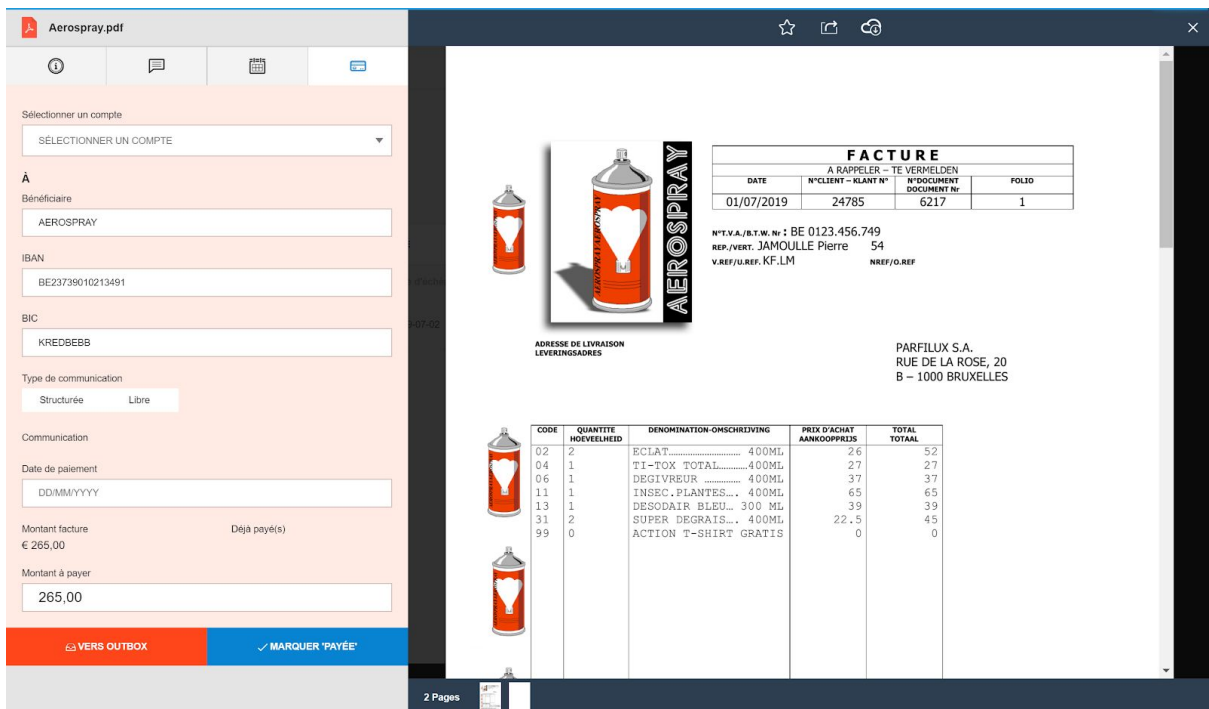 Aerospray.pdf
Sélectionner un compte
SÉLECTIONNER UN COMPTE
À
Bénéficiaire
AEROSPRAY
IBAN
BE23739010213491
BIC
KREDBEBB
Type de communication
Structurée Libre
Communication
Date de paiement
DD/MM/YYYY
Montant facture Déjà payé(s)
€ 265,00
Montant à payer
265,00
VERS OUTBOX MARQUER 'PAYÉE'
9-07-02
AEROSPRAY
AEROSPRAY AEROSPRAY
FACTURE
A RAPPELER – TE VERMELDEN
DATE N°CLIENT – KLANT N° N°DOCUMENT DOCUMENT Nr FOLIO
01/07/2019 24785 6217 1
N°T.V.A./B.T.W. Nr : BE 0123.456.749
REP./VERT. JAMOULLE Pierre 54
V.REF/U.REF. KF.LM NREF/O.REF
ADRESSE DE LIVRAISON
LEVERINGSADRES
PARFILUX S.A.
RUE DE LA ROSE, 20
B – 1000 BRUXELLES
CODE QUANTITE HOEVEELHEID DENOMINATION-OMSCHRIJVING PRIX D'ACHAT AANKOOPPRIJS TOTAL TOTAAL
02 2 ECLAT………………………… 400ML 26 52
04 1 TI-TOX TOTAL…………400ML 27 27
06 1 DEGIVREUR …………… 400ML 37 37
11 1 INSEC.PLANTES…. 400ML 65 65
13 1 DESODAIR BLEU… 300 ML 39 39
31 2 SUPER DEGRAIS…. 400ML 22.5 45
99 0 ACTION T-SHIRT GRATIS 0 0
2 Pages